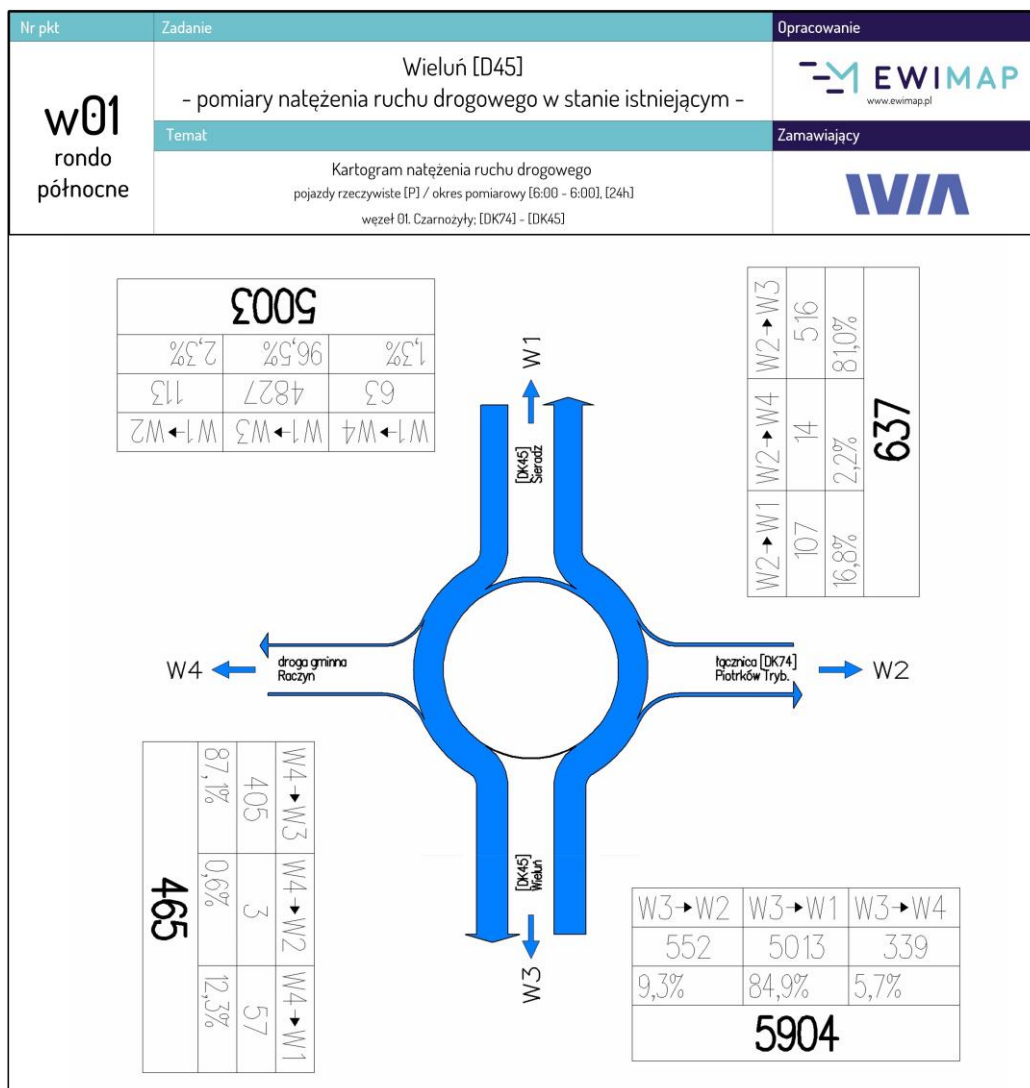 Nr pkt
Zadanie
Opracowanie
w01
rondo
północne
Wieluń [D45]
- pomiary natężenia ruchu drogowego w stanie istniejącym -
EWIMAP
www.ewimap.pl
Temat
Zamawiający
Kartogram natężenia ruchu drogowego
pojazdy rzeczywiste [P] / okres pomiarowy [6:00 - 6:00], [24h]
węzeł 01. Czarnożyły; [DK74] - [DK45]
IVIA
W1→W4 W1→W3 W1→W2
63 4827 113
1,3% 96,5% 2,3%
5003
W1
[DK45]
Sieradz
W2→W1 W2→W4 W2→W3
107 14 516
16,8% 2,2% 81,0%
637
W4
droga gminna
Raczyn
łącznica [DK74]
Piotrków Tryb.
W2
W4→W3 W4→W2 W4→W1
405 3 57
87,1% 0,6% 12,3%
465
[DK45]
Wieluń
W3
W3→W2 W3→W1 W3→W4
552 5013 339
9,3% 84,9% 5,7%
5904